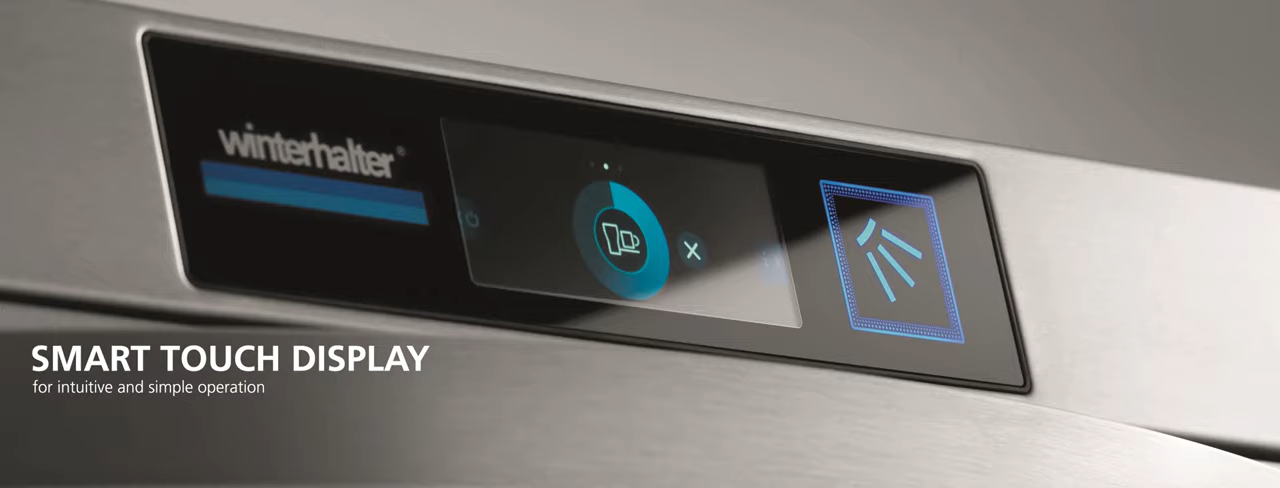 winterhalter®
SMART TOUCH DISPLAY
for intuitive and simple operation